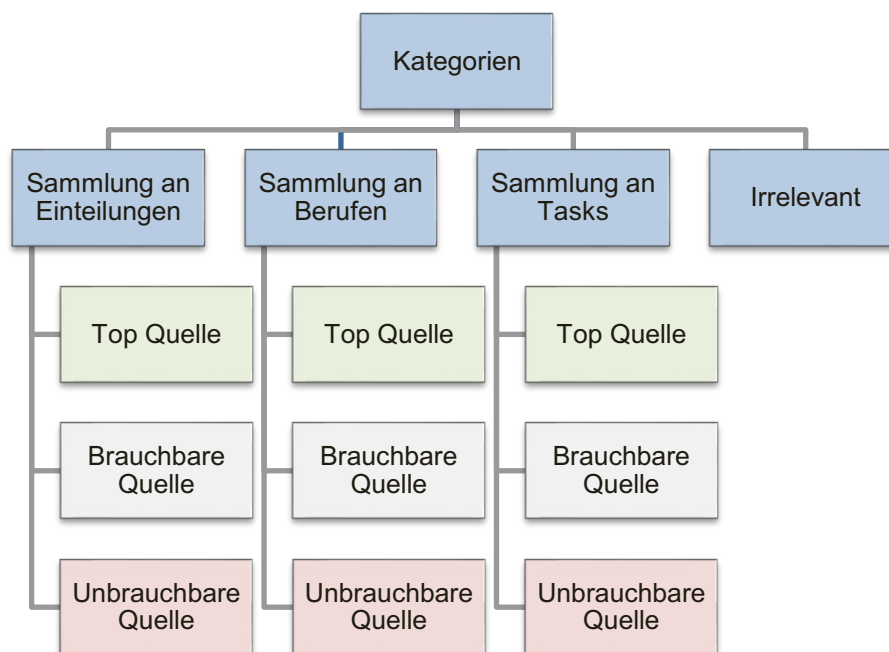 Kategorien
Sammlung an
Einteilungen
Sammlung an
Berufen
Sammlung an
Tasks
Irrelevant
Top Quelle
Top Quelle
Top Quelle
Brauchbare
Quelle
Brauchbare
Quelle
Brauchbare
Quelle
Unbrauchbare
Quelle
Unbrauchbare
Quelle
Unbrauchbare
Quelle